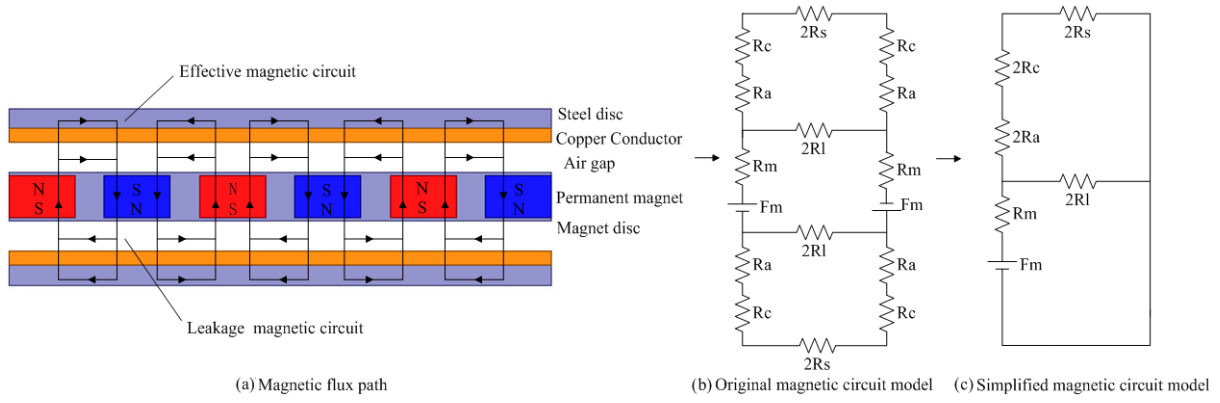 Effective magnetic circuit
Steel disc
Copper Conductor
Air gap
N S N S N S
S N S N S N
Permanent magnet
Magnet disc
Leakage magnetic circuit
(a) Magnetic flux path
2Rs
Rc
Rc
Ra
Ra
2Rl
Rm
Rm
Fm
Fm
2Rl
Ra
Ra
Rc
Rc
2Rs
(b) Original magnetic circuit model
2Rs
2Rc
2Ra
2Rl
Rm
Fm
(c) Simplified magnetic circuit model